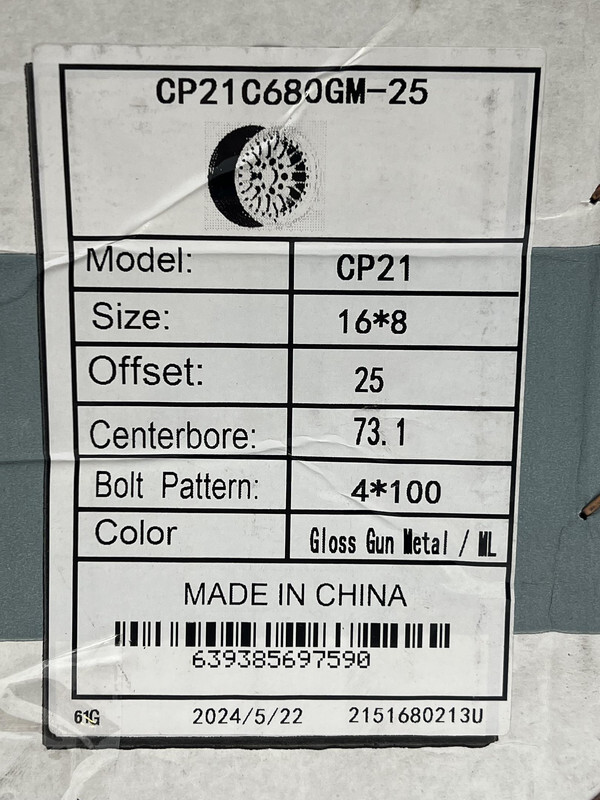 CP21C680GM-25
Model: CP21
Size: 16*8
Offset: 25
Centerbore: 73.1
Bolt Pattern: 4*100
Color Gloss Gun Metal / ML
MADE IN CHINA
639385697590
61G 2024/5/22 2151680213U